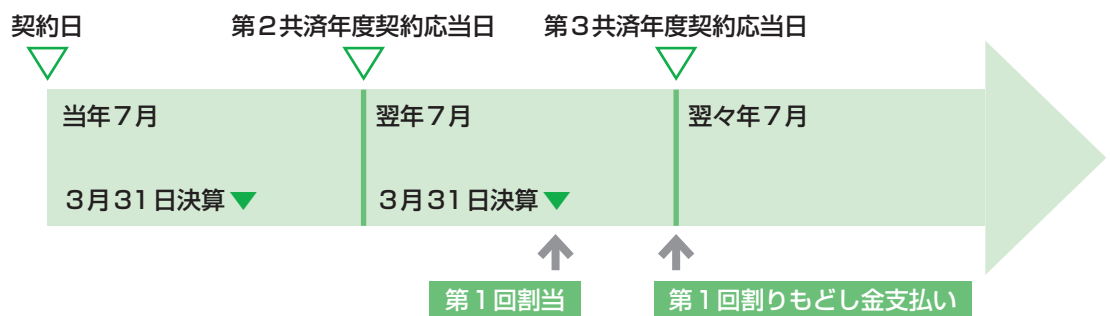 契約日
第2共済年度契約応当日
第3共済年度契約応当日
当年7月
翌年7月
翌々年7月
3月31日決算
3月31日決算
第1回割当
第1回割りもどし金支払い